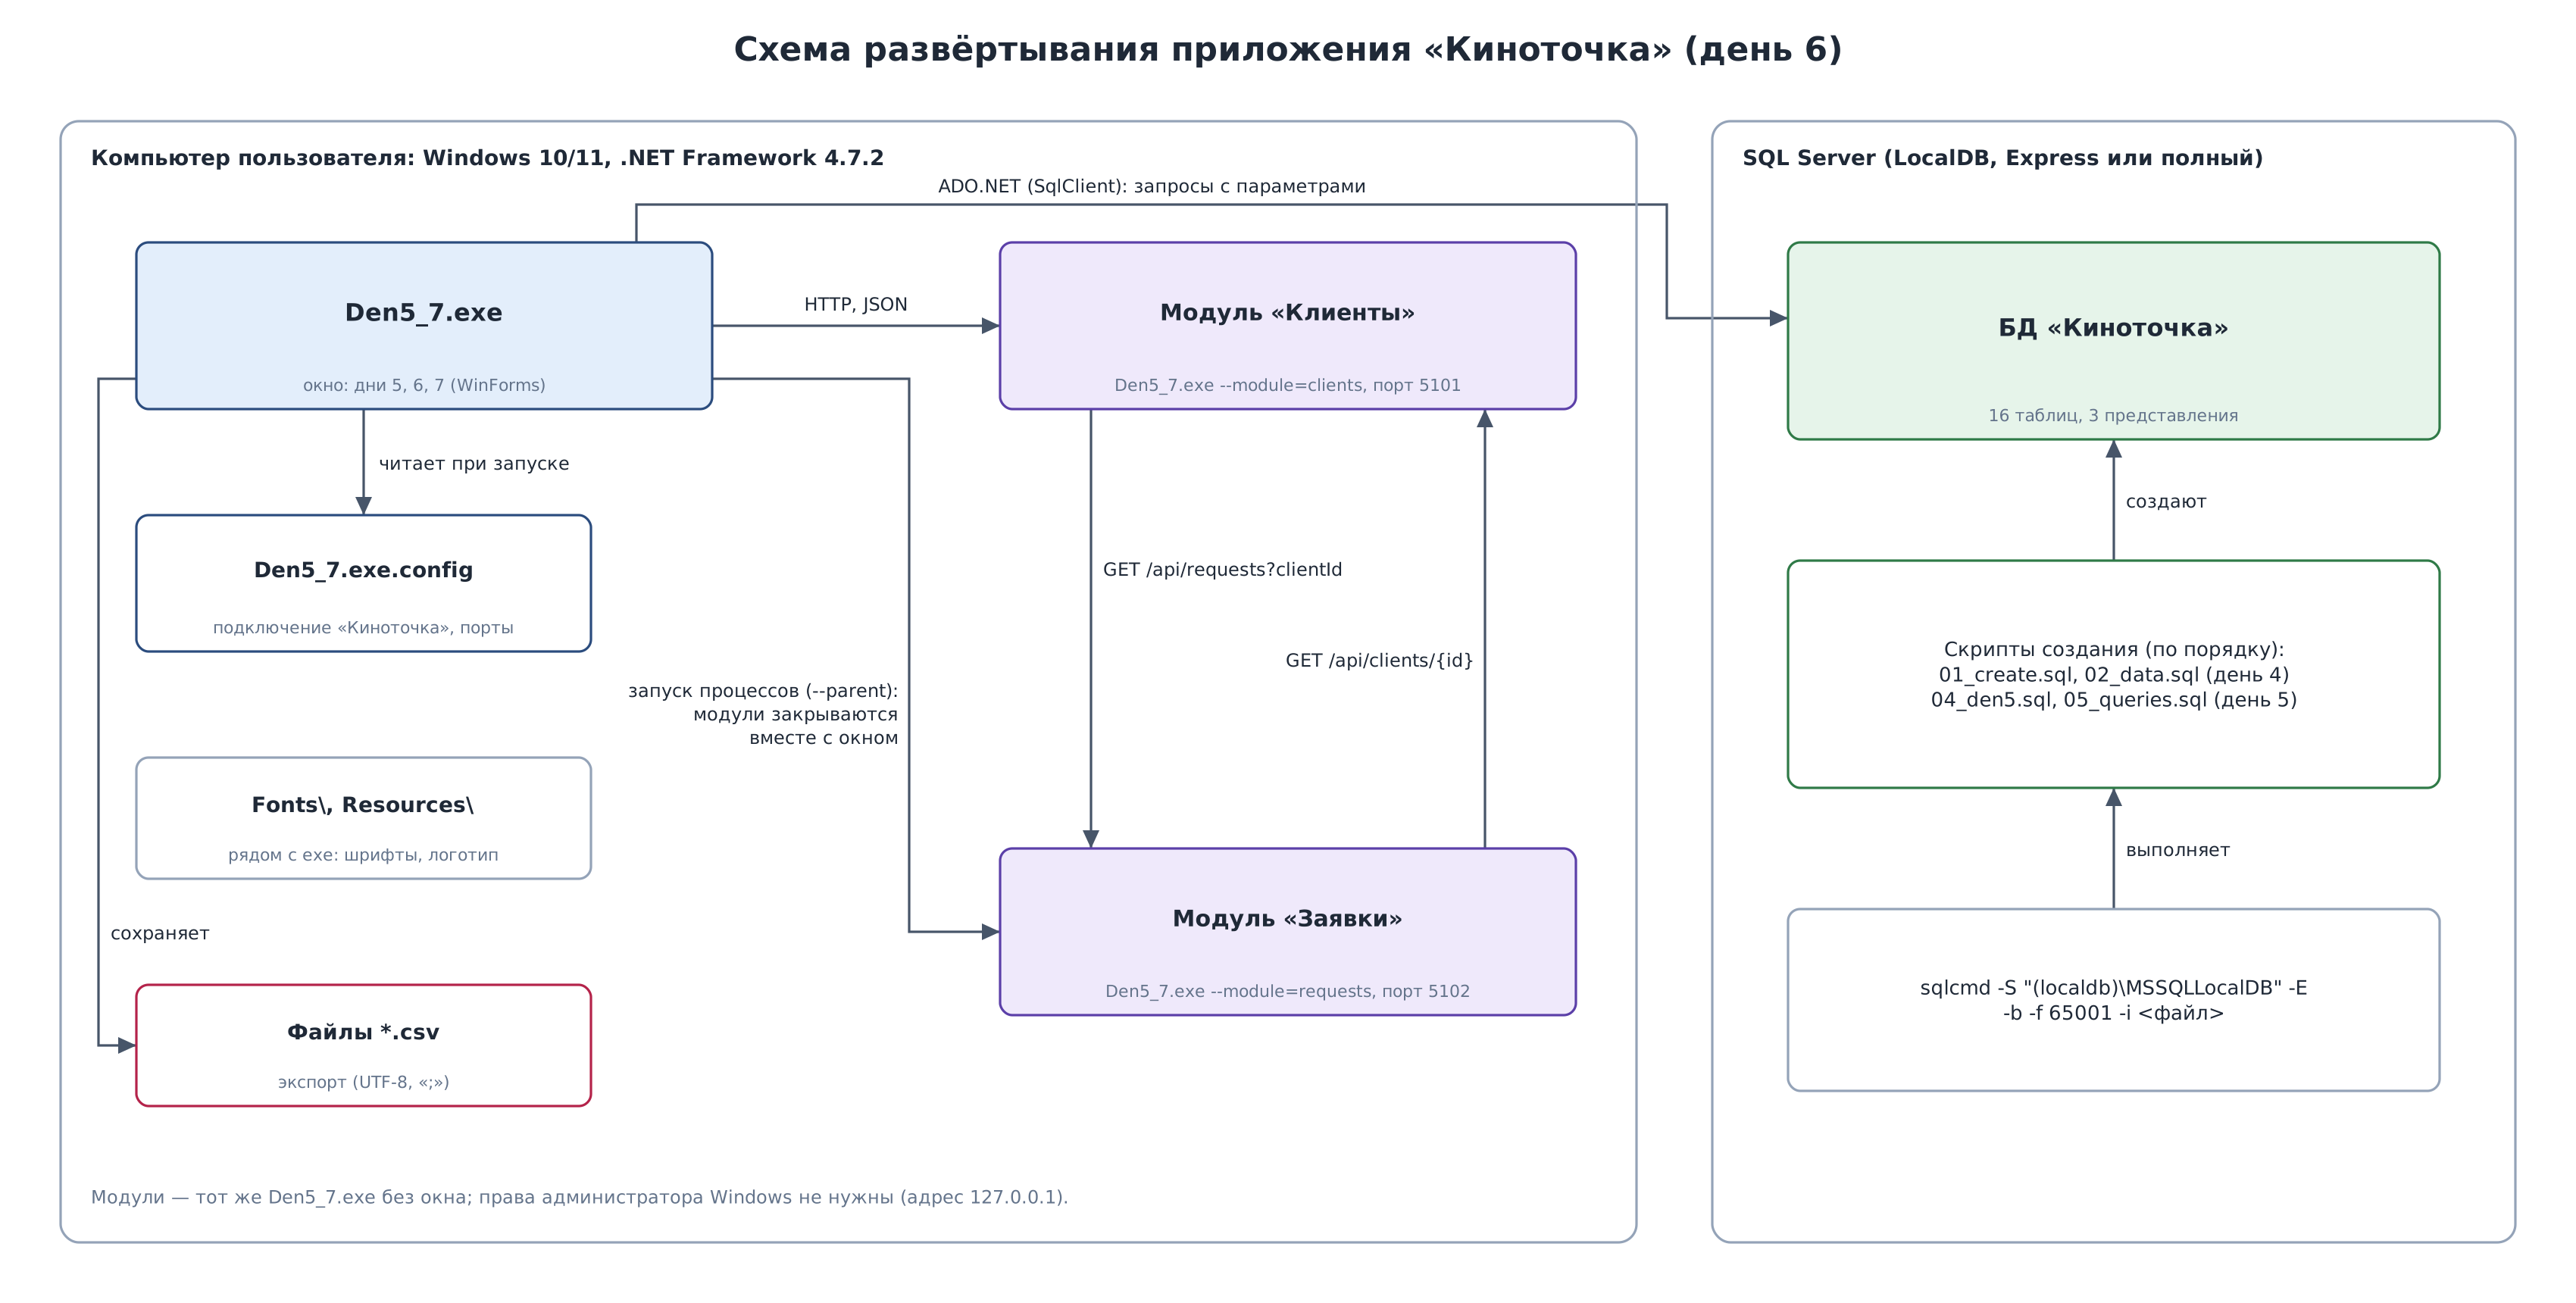 Схема развёртывания приложения «Киноточка» (день 6)
Компьютер пользователя: Windows 10/11, .NET Framework 4.7.2
ADO.NET (SqlClient): запросы с параметрами
Den5_7.exe
окно: дни 5, 6, 7 (WinForms)
HTTP, JSON
Модуль «Клиенты»
Den5_7.exe --module=clients, порт 5101
читает при запуске
Den5_7.exe.config
подключение «Киноточка», порты
GET /api/requests?clientId
GET /api/clients/{id}
запуск процессов (--parent):
модули закрываются
вместе с окном
Fonts\, Resources\
рядом с exe: шрифты, логотип
сохраняет
Модуль «Заявки»
Den5_7.exe --module=requests, порт 5102
Файлы *.csv
экспорт (UTF-8, «;»)
Модули — тот же Den5_7.exe без окна; права администратора Windows не нужны (адрес 127.0.0.1).
SQL Server (LocalDB, Express или полный)
БД «Киноточка»
16 таблиц, 3 представления
создают
Скрипты создания (по порядку):
01_create.sql, 02_data.sql (день 4)
04_den5.sql, 05_queries.sql (день 5)
выполняет
sqlcmd -S "(localdb)\MSSQLLocalDB" -E
-b -f 65001 -i <файл>